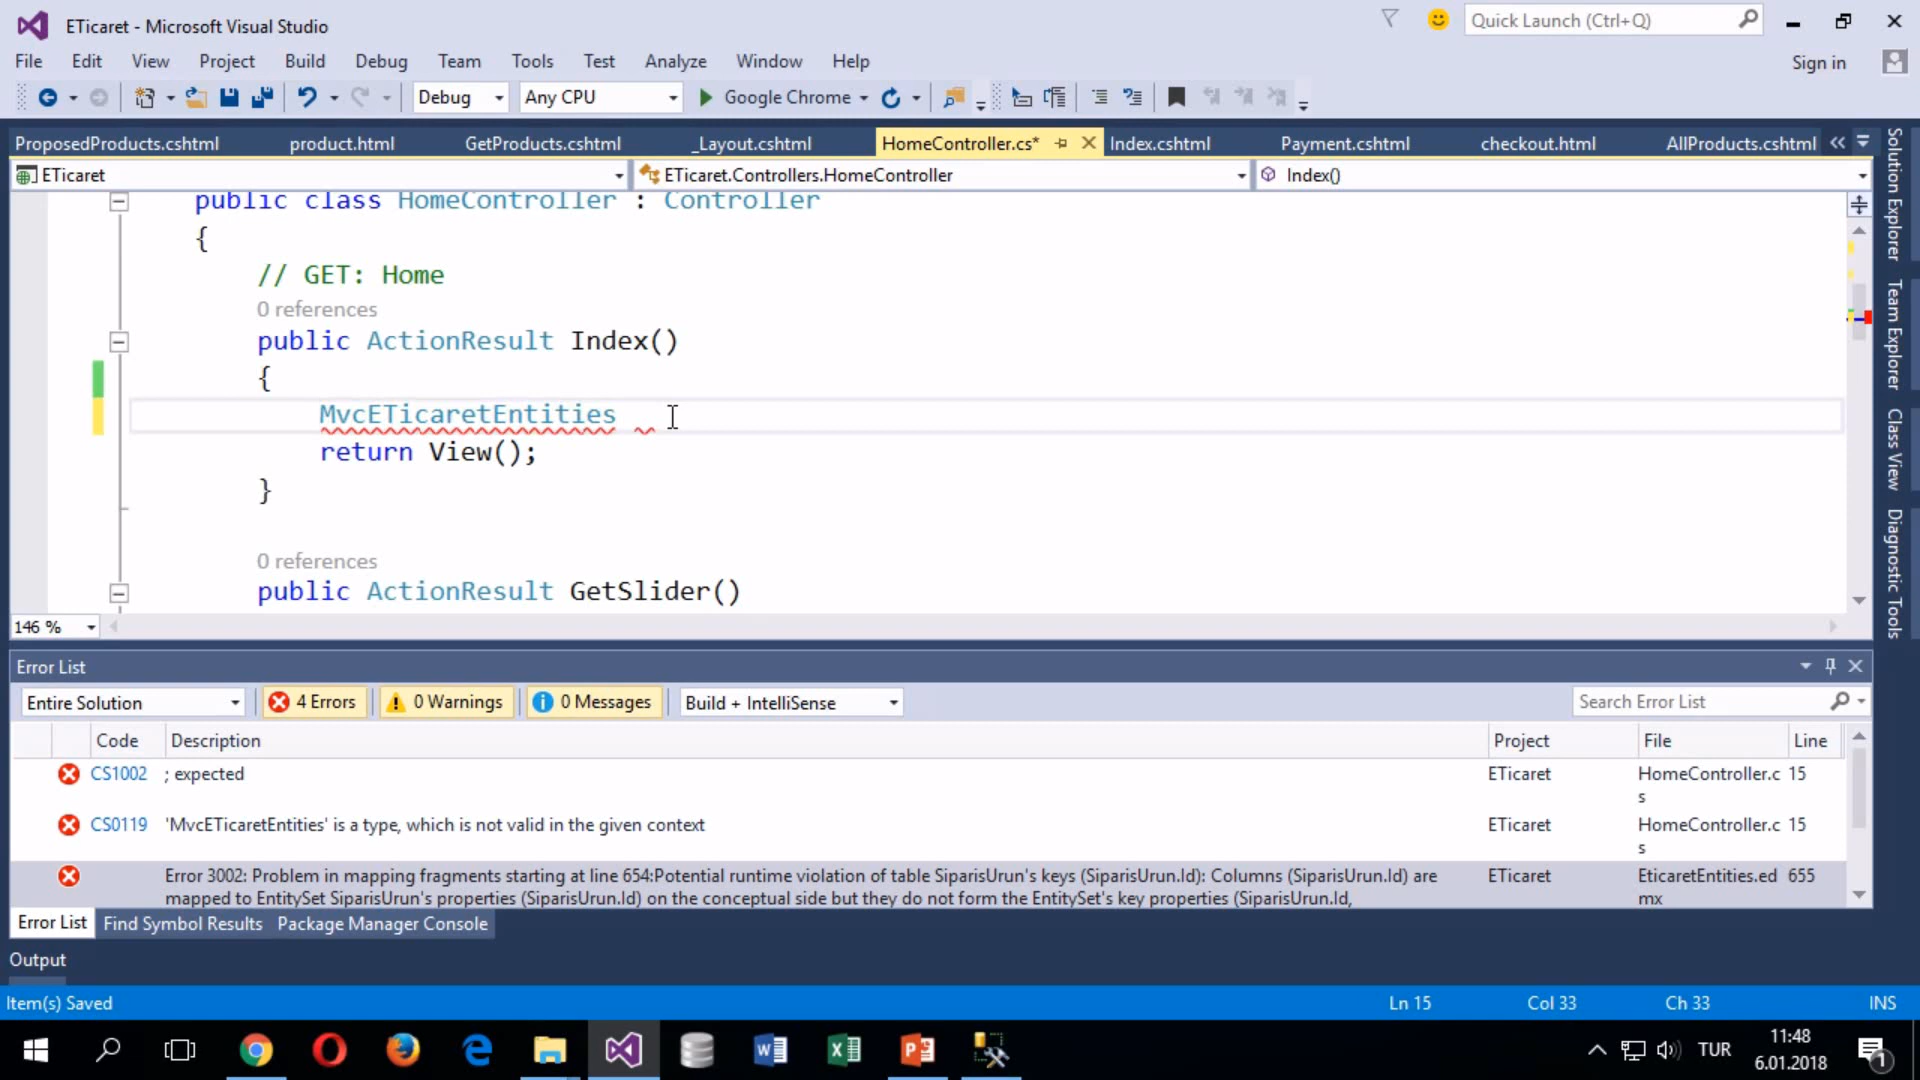 ETicaret - Microsoft Visual Studio
Quick Launch (Ctrl+Q)
File Edit View Project Build Debug Team Tools Test Analyze Window Help
Sign in
Debug Any CPU Google Chrome
ProposedProducts.cshtml product.html GetProducts.cshtml _Layout.cshtml HomeController.cs* Index.cshtml Payment.cshtml checkout.html AllProducts.cshtml
ETicaret ETicaret.Controllers.HomeController Index()
public class HomeController : Controller
{
// GET: Home
0 references
public ActionResult Index()
{
MvcETicaretEntities
return View();
}
0 references
public ActionResult GetSlider()
146 %
Solution Explorer
Team Explorer
Class View
Diagnostic Tools
Error List
Entire Solution 4 Errors 0 Warnings 0 Messages Build + IntelliSense Search Error List
Code Description Project File Line
CS1002 ; expected ETicaret HomeController.c 15
s
CS0119 'MvcETicaretEntities' is a type, which is not valid in the given context ETicaret HomeController.c 15
s
Error 3002: Problem in mapping fragments starting at line 654:Potential runtime violation of table SiparisUrun's keys (SiparisUrun.Id): Columns (SiparisUrun.Id) are ETicaret EticaretEntities.ed 655
mapped to EntitySet SiparisUrun's properties (SiparisUrun.Id) on the conceptual side but they do not form the EntitySet's key properties (SiparisUrun.Id, mx
Error List Find Symbol Results Package Manager Console
Output
Item(s) Saved Ln 15 Col 33 Ch 33 INS
TUR 11:48
6.01.2018
1